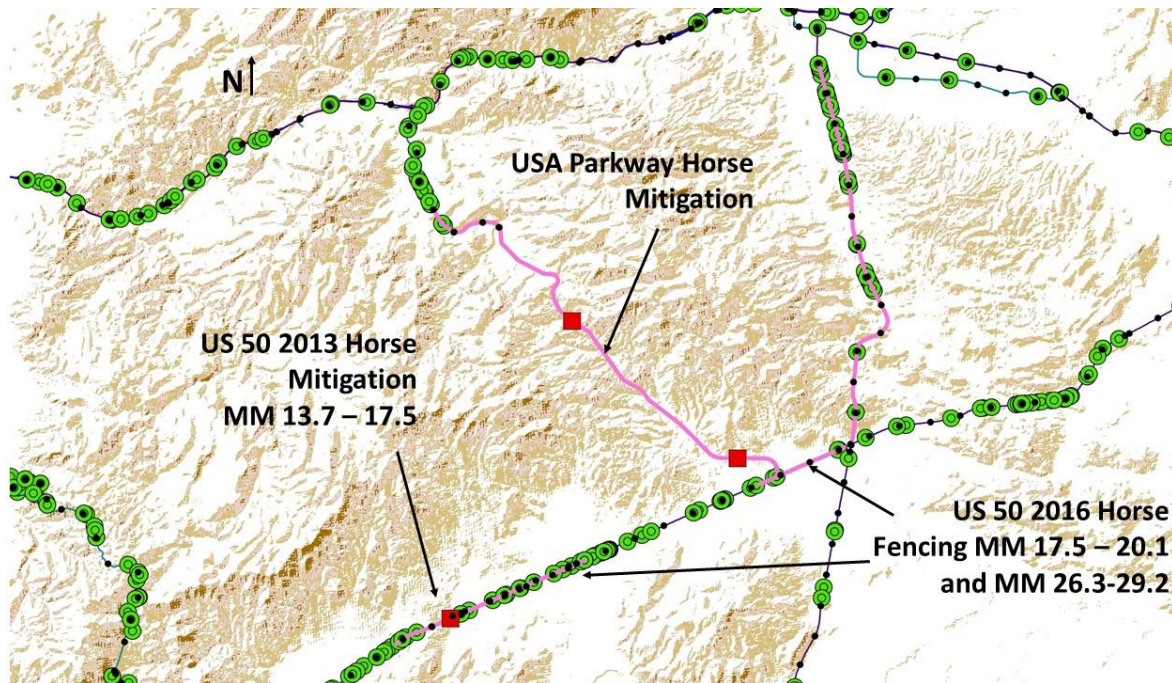 N
USA Parkway Horse
Mitigation
US 50 2013 Horse
Mitigation
MM 13.7 – 17.5
US 50 2016 Horse
Fencing MM 17.5 – 20.1
and MM 26.3-29.2